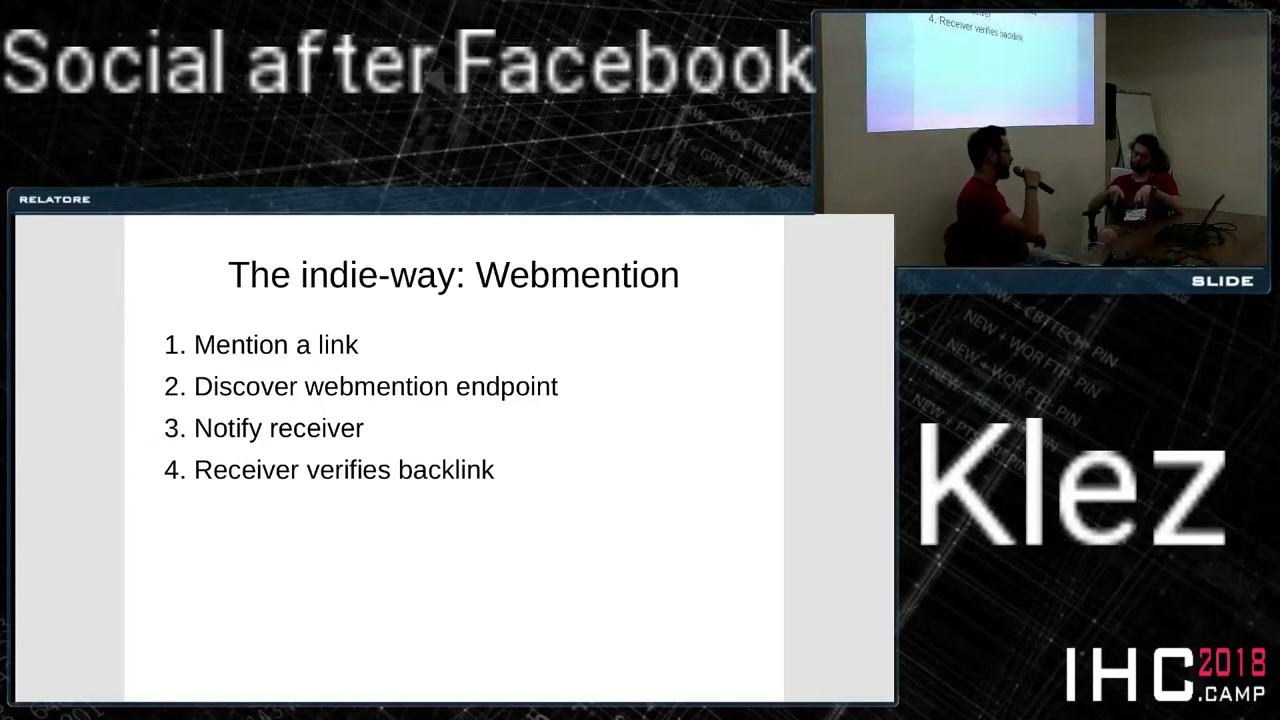 Social after Facebook
4. Receiver verifies backlink
RELATORE
The indie-way: Webmention
1. Mention a link
2. Discover webmention endpoint
3. Notify receiver
4. Receiver verifies backlink
SLIDE
Klez
IHC 2018
.CAMP